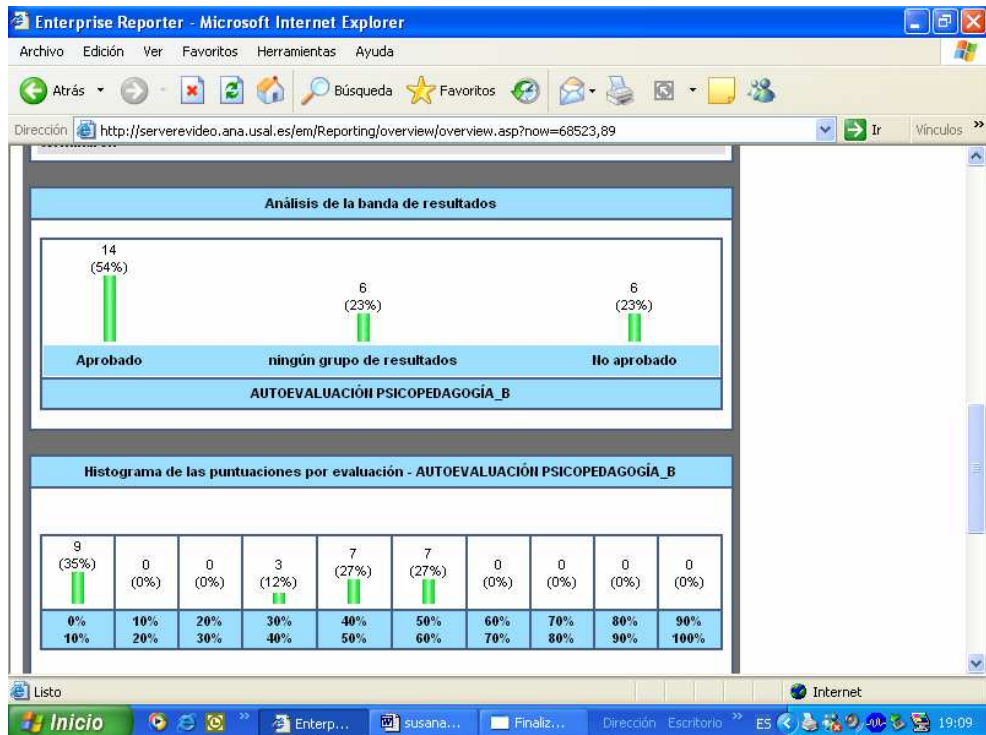 Enterprise Reporter - Microsoft Internet Explorer
Archivo Edición Ver Favoritos Herramientas Ayuda
Atrás Búsqueda Favoritos
Dirección http://serverevideo.ana.usal.es/em/Reporting/overview/overview.asp?now=68523,89 Ir Vínculos »
Análisis de la banda de resultados
14 6 6
(54%) (23%) (23%)
Aprobado ningún grupo de resultados No aprobado
AUTOEVALUACIÓN PSICOPEDAGOGÍA_B
Histograma de las puntuaciones por evaluación - AUTOEVALUACIÓN PSICOPEDAGOGÍA_B
9 0 0 3 7 7 0 0 0 0
(35%) (0%) (0%) (12%) (27%) (27%) (0%) (0%) (0%) (0%)
0% 10% 20% 30% 40% 50% 60% 70% 80% 90%
10% 20% 30% 40% 50% 60% 70% 80% 90% 100%
Listo Internet
Inicio » Enterp... susana... Finaliz... Dirección Escritorio » ES 19:09